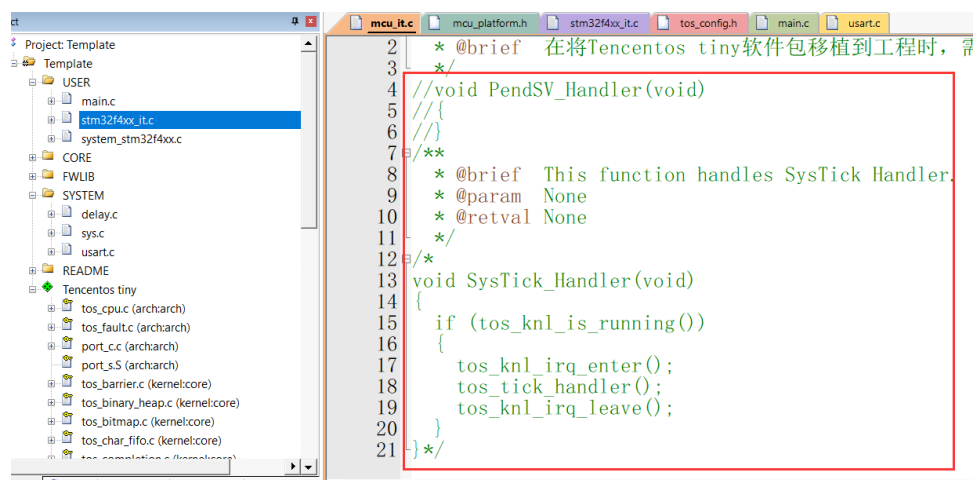 ct
mcu_it.c
mcu_platform.h
stm32f4xx_it.c
tos_config.h
main.c
usart.c
Project: Template
Template
USER
main.c
stm32f4xx_it.c
system_stm32f4xx.c
CORE
FWLIB
SYSTEM
delay.c
sys.c
usart.c
README
Tencentos tiny
tos_cpu.c (arch:arch)
tos_fault.c (arch:arch)
port_c.c (arch:arch)
port_s.S (arch:arch)
tos_barrier.c (kernel:core)
tos_binary_heap.c (kernel:core)
tos_bitmap.c (kernel:core)
tos_char_fifo.c (kernel:core)
tos_completion.c (kernel:core)
2 * @brief 在将Tencentos tiny软件包移植到工程时，需
3 */
4 //void PendSV_Handler(void)
5 //{
6 //}
7 /**
8 * @brief This function handles SysTick Handler.
9 * @param None
10 * @retval None
11 */
12 /*
13 void SysTick_Handler(void)
14 {
15 if (tos_knl_is_running())
16 {
17 tos_knl_irq_enter();
18 tos_tick_handler();
19 tos_knl_irq_leave();
20 }
21 }*/